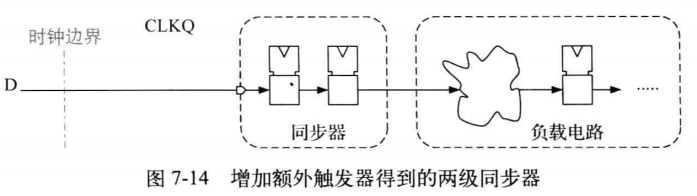 CLKQ
时钟边界
D
同步器
负载电路
.....
图 7-14 增加额外触发器得到的两级同步器